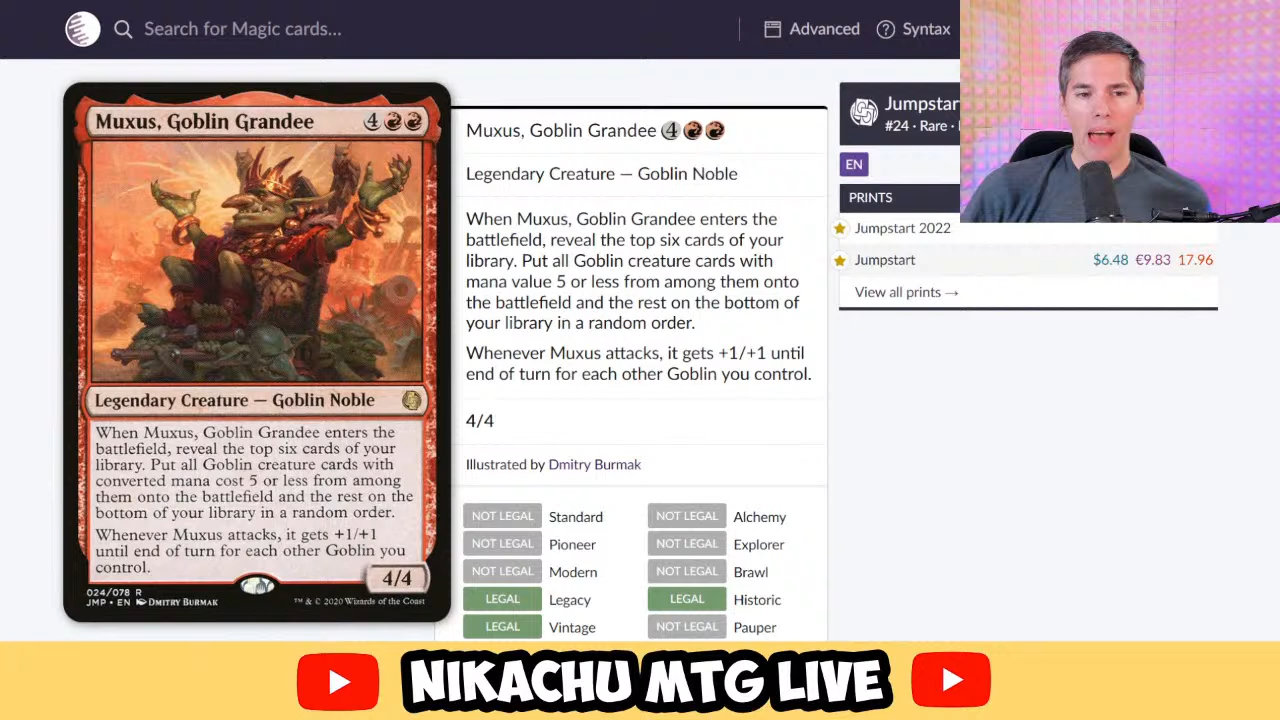 Search for Magic cards...
Advanced
Syntax
Muxus, Goblin Grandee 4
When Muxus, Goblin Grandee enters the
battlefield, reveal the top six cards of your
library. Put all Goblin creature cards with
converted mana cost 5 or less from among
them onto the battlefield and the rest on the
bottom of your library in a random order.
Whenever Muxus attacks, it gets +1/+1
until end of turn for each other Goblin you
control.
Legendary Creature — Goblin Noble
4/4
024/078 R
JMP • EN DMITRY BURMAK
™ & © 2020 Wizards of the Coast
Muxus, Goblin Grandee 4
Legendary Creature — Goblin Noble
When Muxus, Goblin Grandee enters the
battlefield, reveal the top six cards of your
library. Put all Goblin creature cards with
mana value 5 or less from among them onto
the battlefield and the rest on the bottom of
your library in a random order.
Whenever Muxus attacks, it gets +1/+1 until
end of turn for each other Goblin you control.
4/4
Illustrated by Dmitry Burmak
NOT LEGAL Standard NOT LEGAL Alchemy
NOT LEGAL Pioneer NOT LEGAL Explorer
NOT LEGAL Modern NOT LEGAL Brawl
LEGAL Legacy LEGAL Historic
LEGAL Vintage NOT LEGAL Pauper
Jumpstart
#24 · Rare ·
EN
PRINTS
Jumpstart 2022
Jumpstart $6.48 €9.83 17.96
View all prints →
NIKACHU MTG LIVE